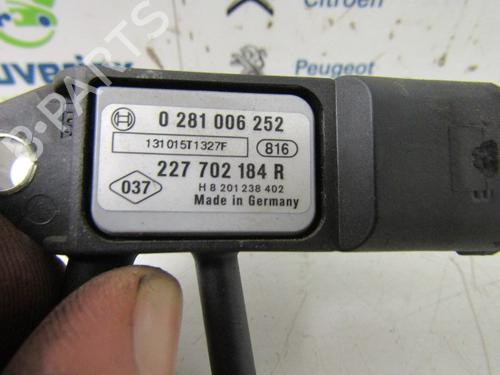 Citroën
Peugeot
B-PARTS
0 281 006 252
131015T1327F
816
227 702 184 R
037
H 8 201 238 402
Made in Germany